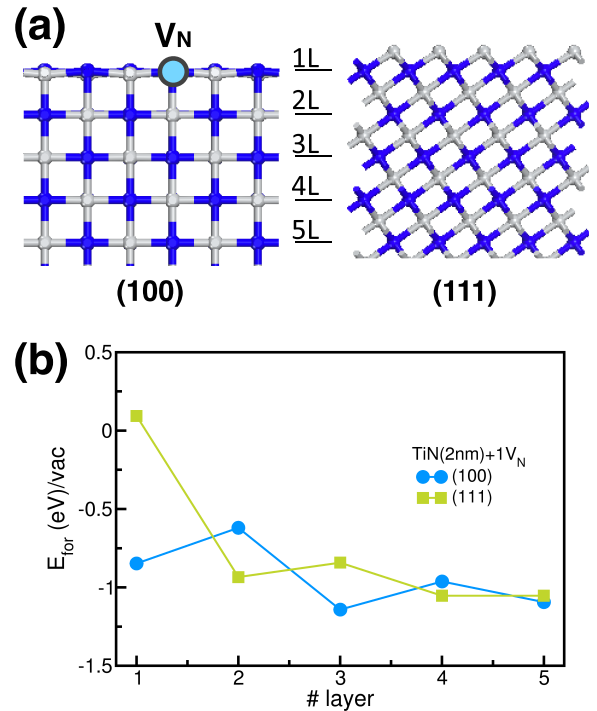 (a)
V_N
1L
2L
3L
4L
5L
(100)
(111)
(b)
0.5
0
-0.5
-1
-1.5
E_for (eV)/vac
TiN(2nm)+1V_N
(100)
(111)
1 2 3 4 5
# layer